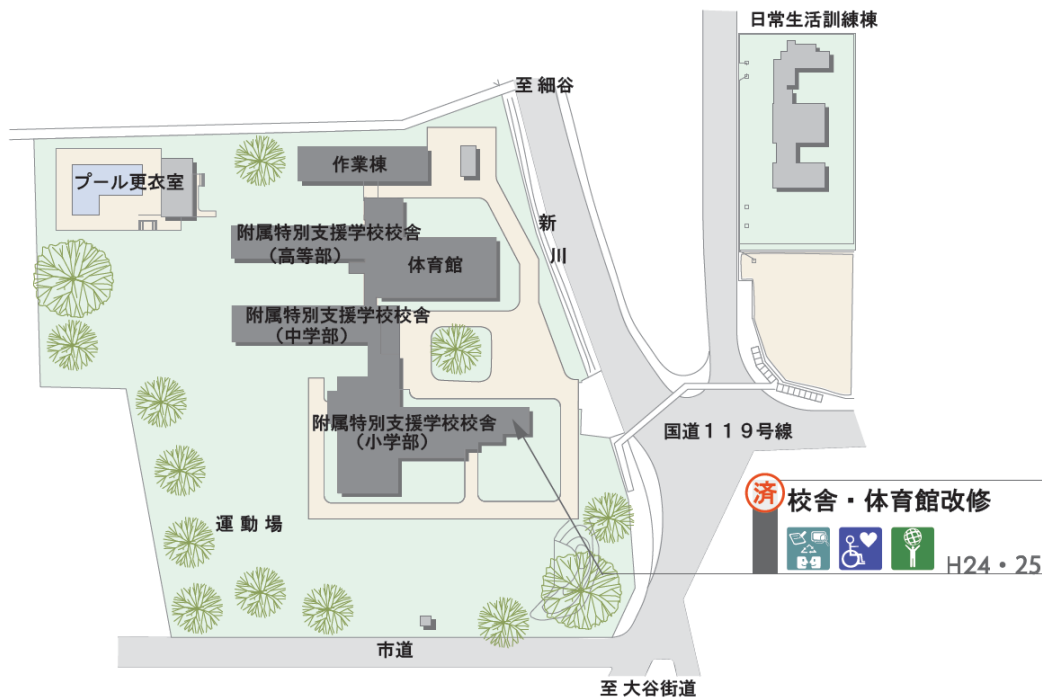 日常生活訓練棟
至 細谷
作業棟
プール更衣室
新
川
附属特別支援学校校舎
（高等部）
体育館
附属特別支援学校校舎
（中学部）
附属特別支援学校校舎
（小学部）
国道１１９号線
済
校舎・体育館改修
運 動 場
H24・25
市道
至 大谷街道